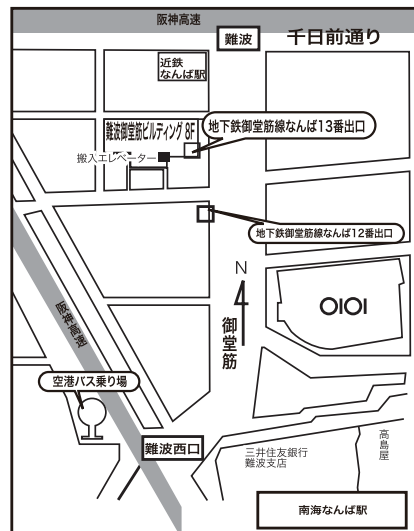 阪神高速
難波
千日前通り
近鉄
なんば駅
難波御堂筋ビルディング 8F
地下鉄御堂筋線なんば13番出口
搬入エレベーター
地下鉄御堂筋線なんば12番出口
N
御堂筋
OIOI
阪神高速
空港バス乗り場
難波西口
三井住友銀行
難波支店
高島屋
南海なんば駅